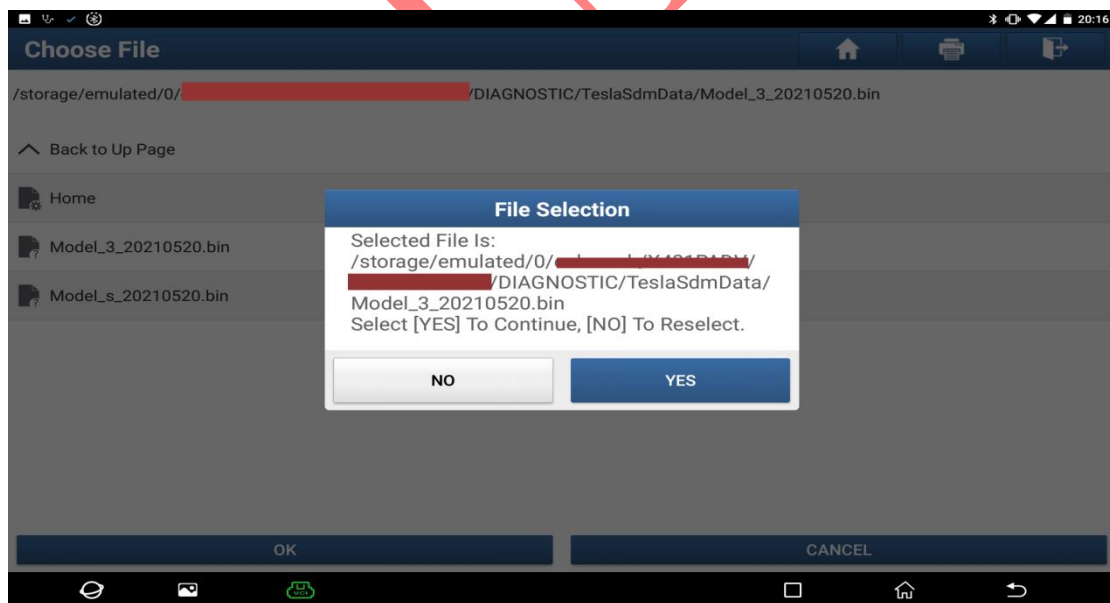 20:16
Choose File
/storage/emulated/0/ /DIAGNOSTIC/TeslaSdmData/Model_3_20210520.bin
Back to Up Page
Home
Model_3_20210520.bin
Model_s_20210520.bin
File Selection
Selected File Is:
/storage/emulated/0/ /
/DIAGNOSTIC/TeslaSdmData/
Model_3_20210520.bin
Select [YES] To Continue, [NO] To Reselect.
NO YES
OK CANCEL
VCI